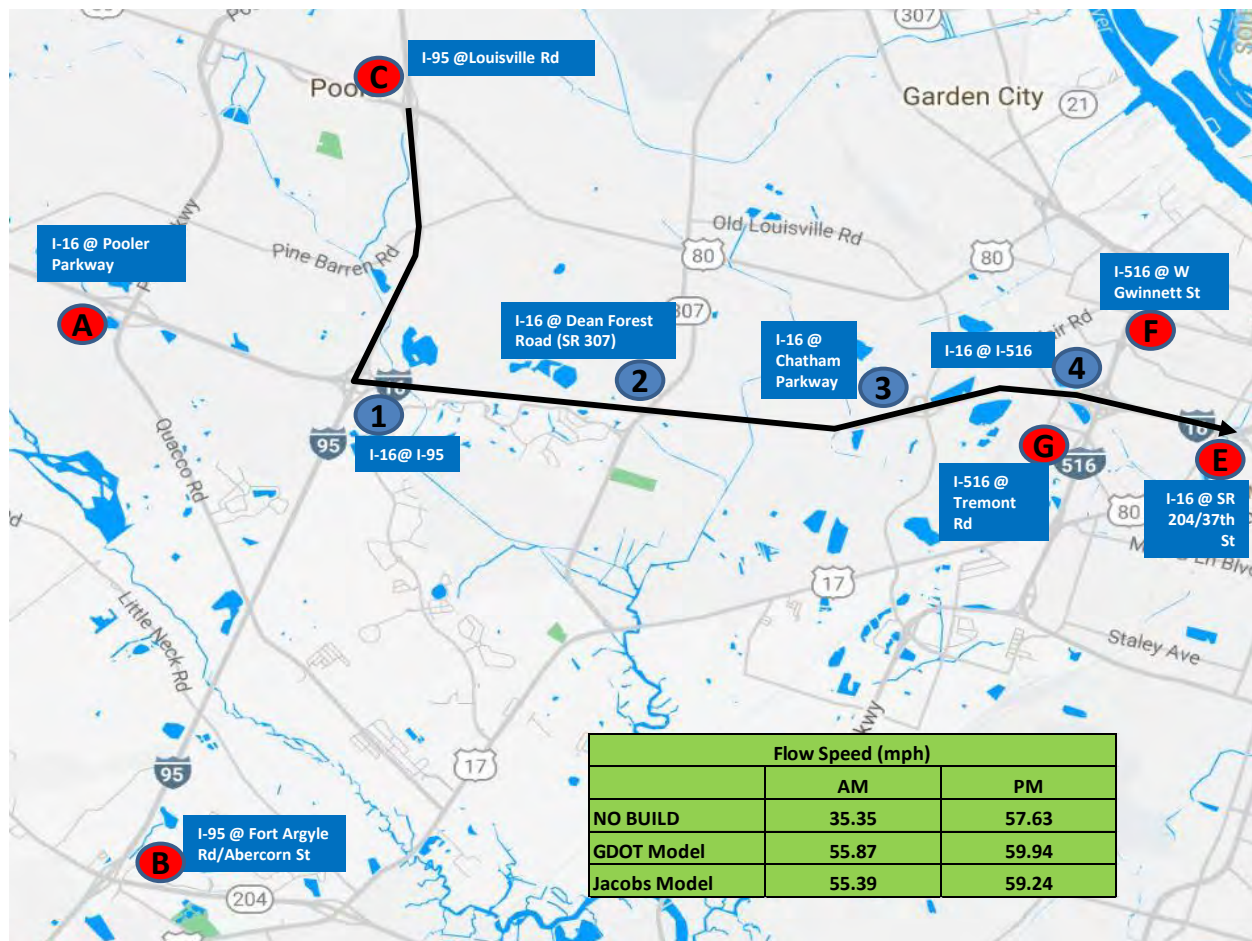 307
I-95 @Louisville Rd
C
Garden City
21
Old Louisville Rd
I-16 @ Pooler
Parkway
Pine Barren Rd
80
80
I-516 @ W
Gwinnett St
A
F
I-16 @ Dean Forest
Road (SR 307)
I-16 @
Chatham
Parkway
I-16 @ I-516
2
3
4
1
16
95
I-16@ I-95
G
516
E
Quacco Rd
I-516 @
Tremont
Rd
80
I-16 @ SR
204/37th
St
17
Little Neck Rd
Staley Ave
17
95
I-95 @ Fort Argyle
Rd/Abercorn St
B
204
Flow Speed (mph)
AM PM
NO BUILD 35.35 57.63
GDOT Model 55.87 59.94
Jacobs Model 55.39 59.24